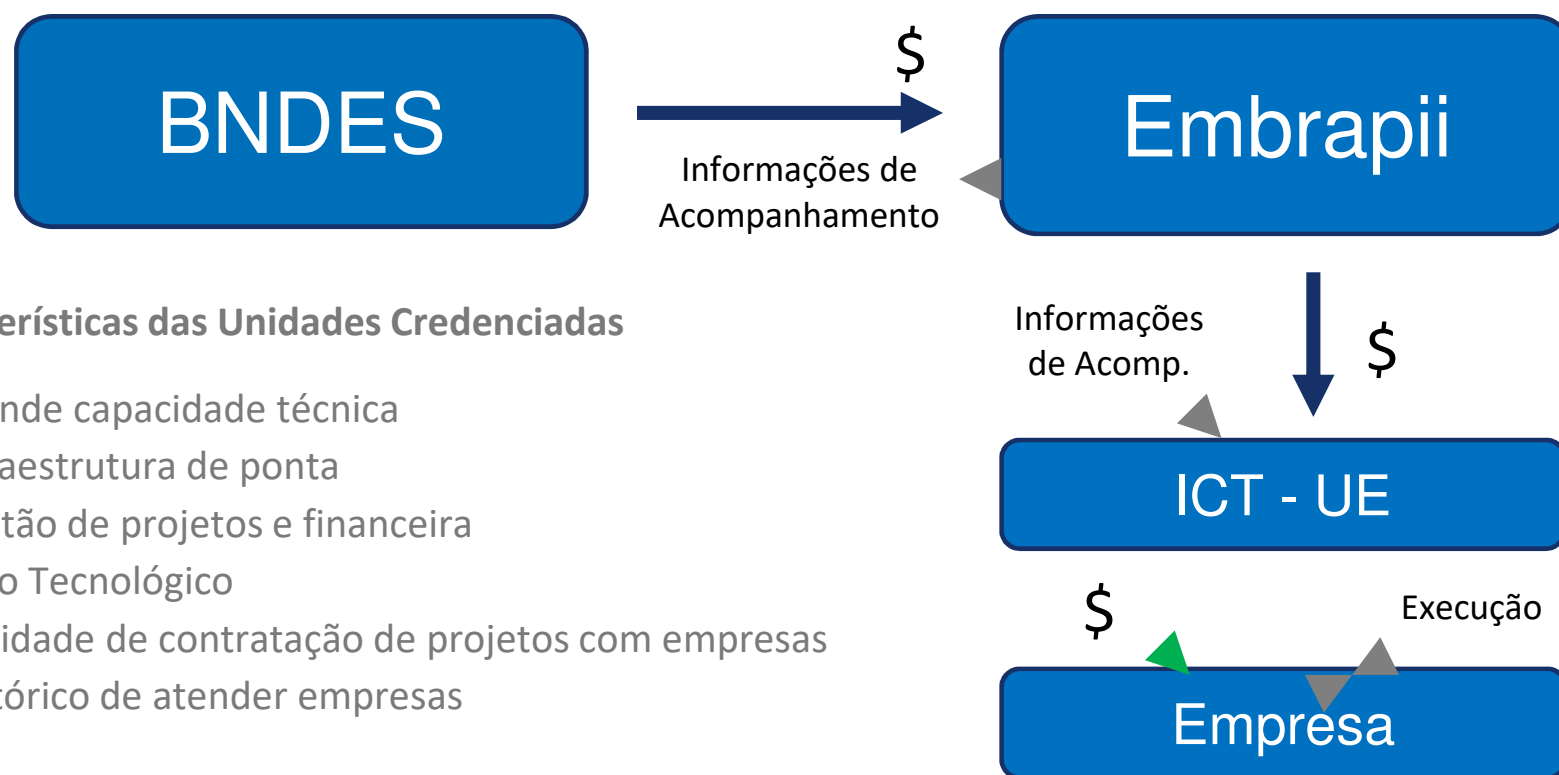 BNDES
$
Informações de
Acompanhamento
Embrapii
erísticas das Unidades Credenciadas
nde capacidade técnica
aestrutura de ponta
tão de projetos e financeira
o Tecnológico
idade de contratação de projetos com empresas
tórico de atender empresas
Informações
de Acomp.
$
ICT - UE
$
Execução
Empresa